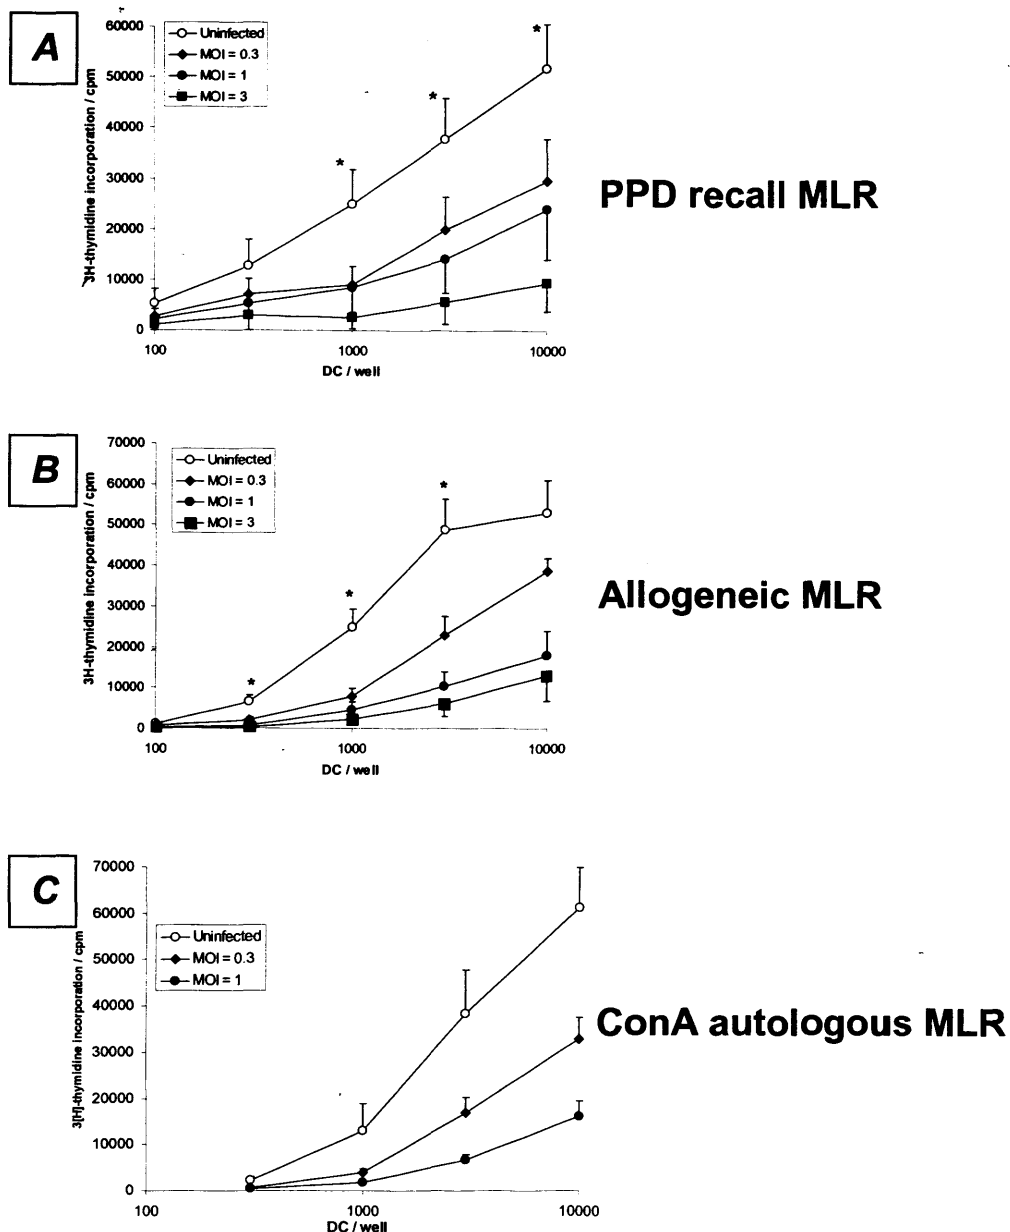 A
60000
50000
40000
30000
20000
10000
0
3H-thymidine incorporation / cpm
Uninfected
MOI = 0.3
MOI = 1
MOI = 3
*
*
*
100
1000
10000
DC / well
PPD recall MLR
B
70000
60000
50000
40000
30000
20000
10000
0
3H-thymidine incorporation / cpm
Uninfected
MOI = 0.3
MOI = 1
MOI = 3
*
*
*
100
1000
10000
DC / well
Allogeneic MLR
C
70000
60000
50000
40000
30000
20000
10000
0
3[H]-thymidine incorporation / cpm
Uninfected
MOI = 0.3
MOI = 1
100
1000
10000
DC / well
ConA autologous MLR